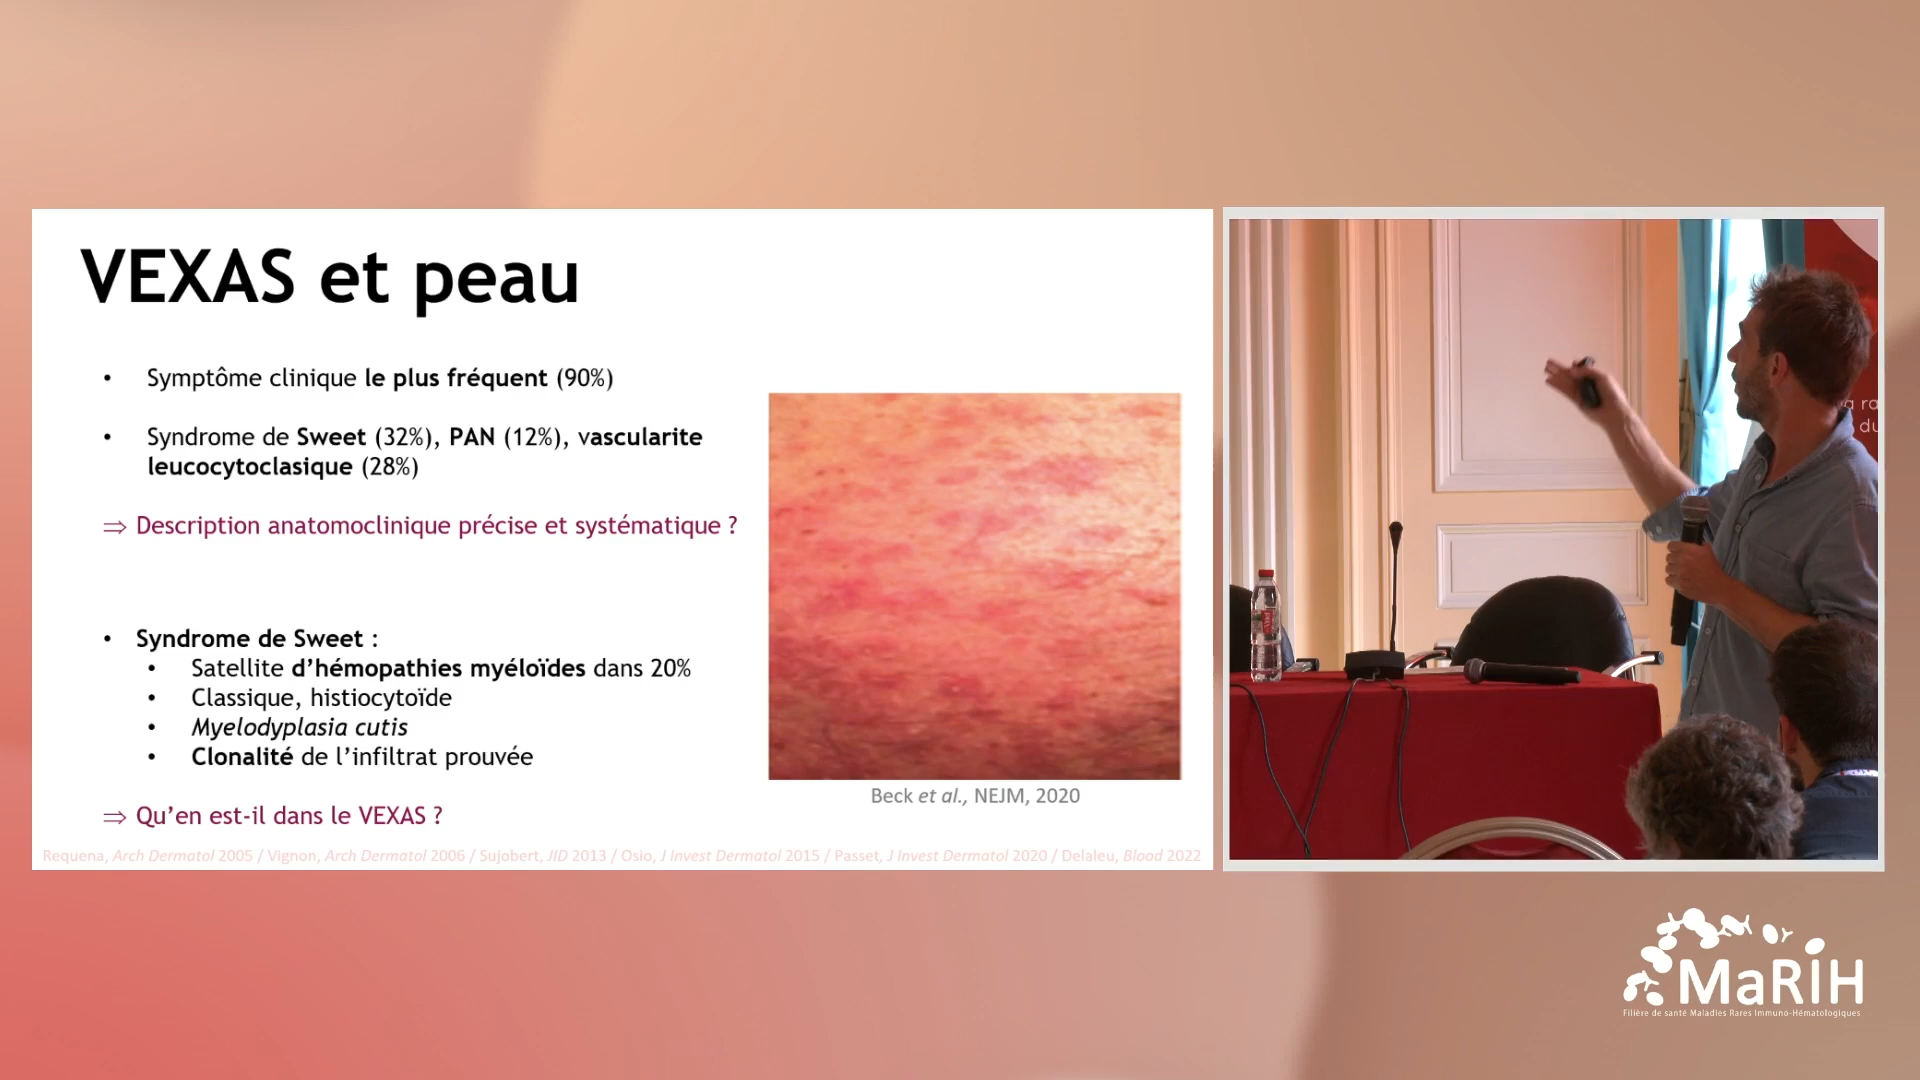 VEXAS et peau
• Symptôme clinique le plus fréquent (90%)
• Syndrome de Sweet (32%), PAN (12%), vascularite
leucocytoclasique (28%)
⇒ Description anatomoclinique précise et systématique ?
• Syndrome de Sweet :
• Satellite d’hémopathies myéloïdes dans 20%
• Classique, histiocytoïde
• Myelodyplasia cutis
• Clonalité de l’infiltrat prouvée
⇒ Qu’en est-il dans le VEXAS ?
Beck et al., NEJM, 2020
Requena, Arch Dermatol 2005 / Vignon, Arch Dermatol 2006 / Sujobert, JID 2013 / Osio, J Invest Dermatol 2015 / Passet, J Invest Dermatol 2020 / Delaleu, Blood 2022
MaRIH
Filière de santé Maladies Rares Immuno-Hématologiques